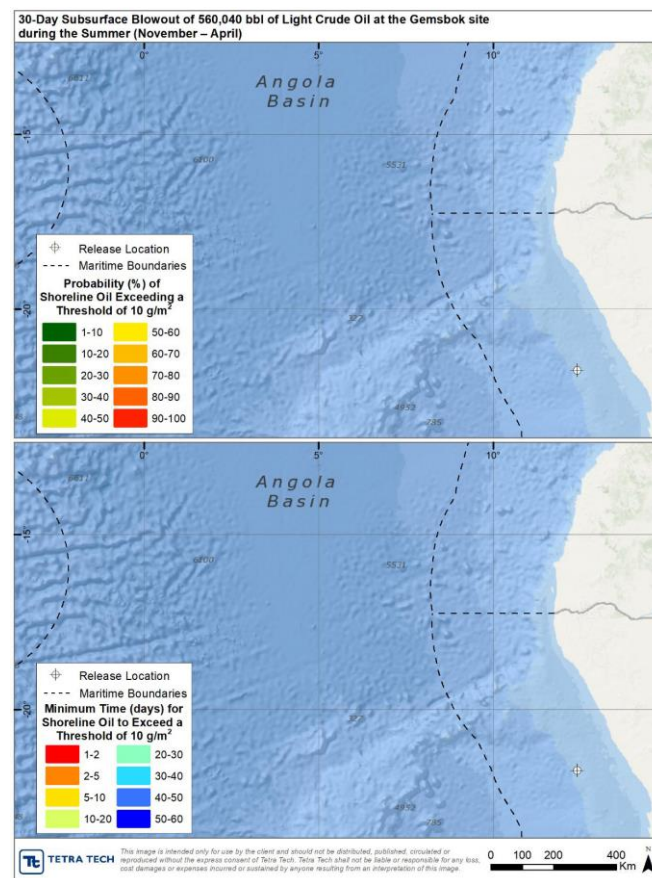 30-Day Subsurface Blowout of 560,040 bbl of Light Crude Oil at the Gemsbok site
during the Summer (November – April)
0°
5°
10°
Angola
Basin
-15°
6100
5531
-20°
4952
785
Release Location
Maritime Boundaries
Probability (%) of
Shoreline Oil Exceeding a
Threshold of 10 g/m²
1-10
50-60
10-20
60-70
20-30
70-80
30-40
80-90
40-50
90-100
0°
5°
10°
Angola
Basin
-15°
6100
5531
-20°
4952
785
Release Location
Maritime Boundaries
Minimum Time (days) for
Shoreline Oil to Exceed a
Threshold of 10 g/m²
1-2
20-30
2-5
30-40
5-10
40-50
10-20
50-60
Tt TETRA TECH
This image is intended only for use by the client and should not be distributed, published, circulated or
reproduced without the express consent of Tetra Tech. Tetra Tech shall not be liable or responsible for any loss,
cost damages or expenses incurred or sustained by anyone resulting from an interpretation of this image.
0 100 200 400
Km
N